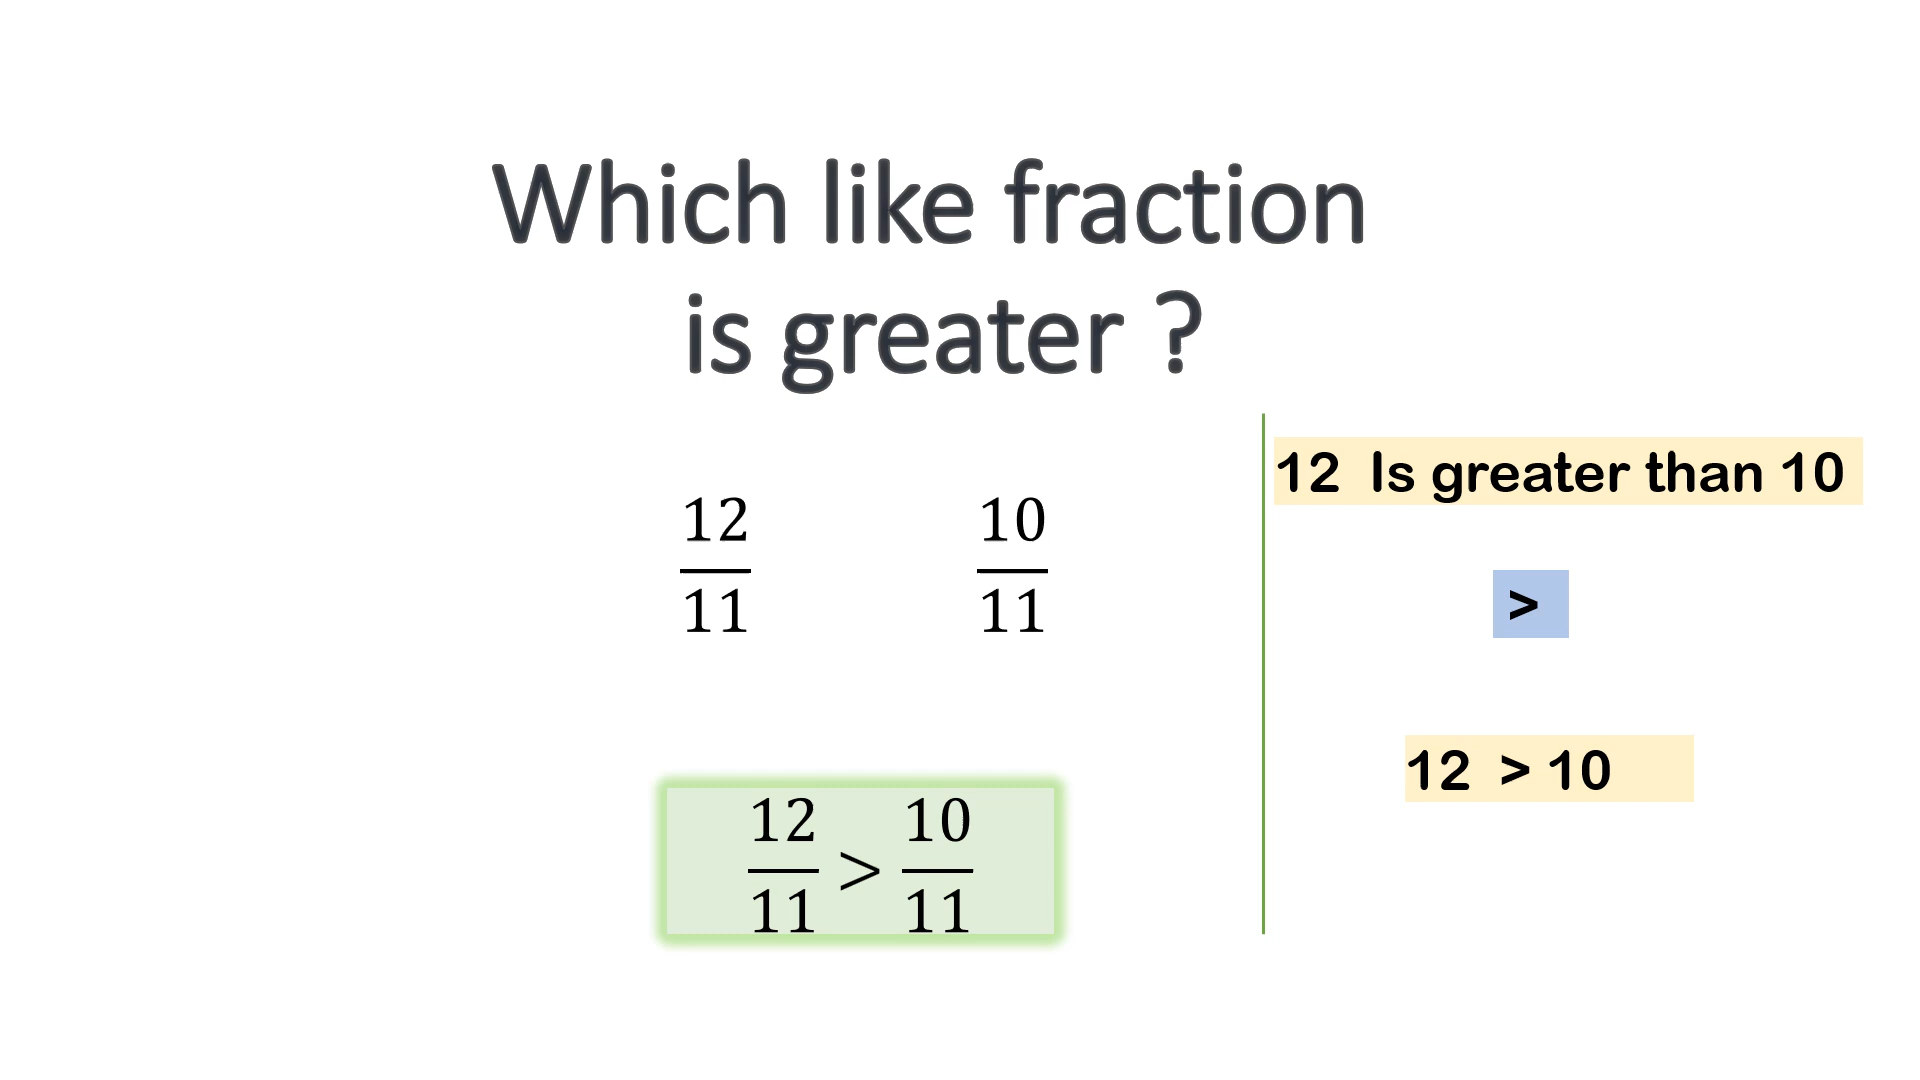 Which like fraction
is greater ?
12/11 10/11
12 Is greater than 10
>
12 > 10
12/11 > 10/11